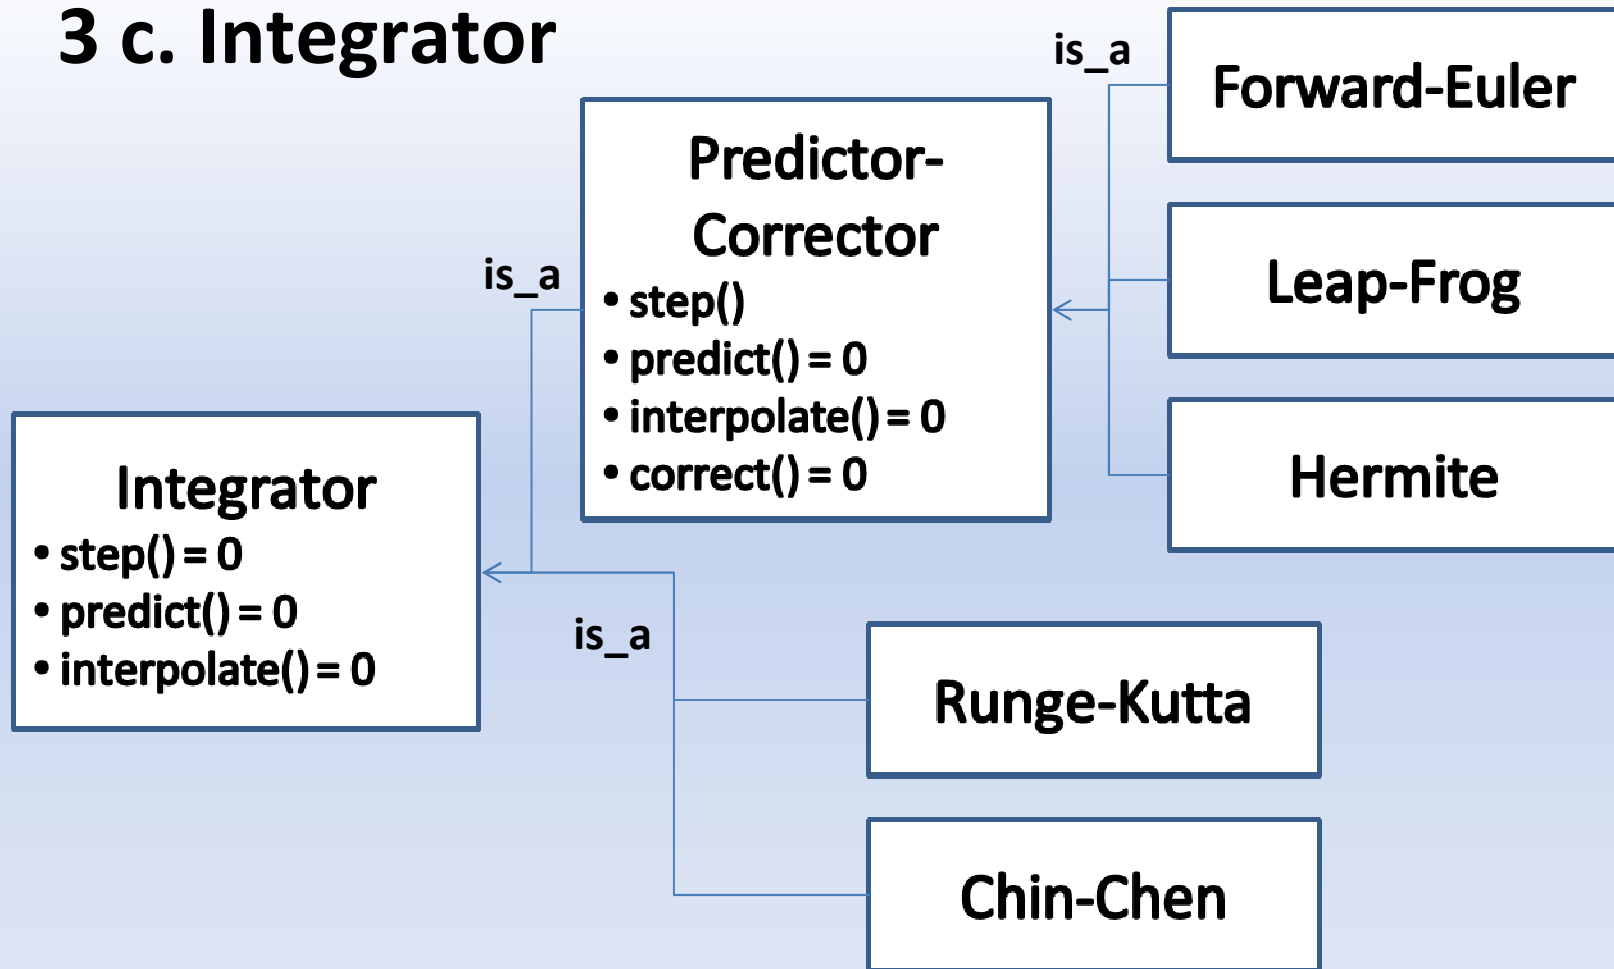 3 c. Integrator
is_a
Forward-Euler
Predictor-
Corrector
• step()
• predict() = 0
• interpolate() = 0
• correct() = 0
is_a
Leap-Frog
Hermite
Integrator
• step() = 0
• predict() = 0
• interpolate() = 0
is_a
Runge-Kutta
Chin-Chen